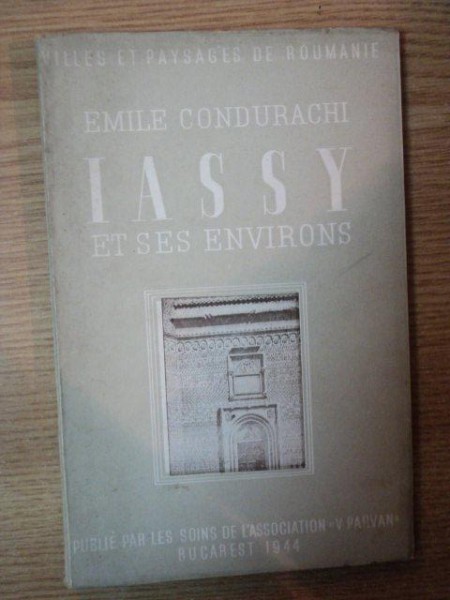 VILLES ET PAYSAGES DE ROUMANIE
EMILE CONDURACHI
IASSY
ET SES ENVIRONS
PUBLIÉ PAR LES SOINS DE L'ASSOCIATION «V. PARVAN»
BUCAREST 1944